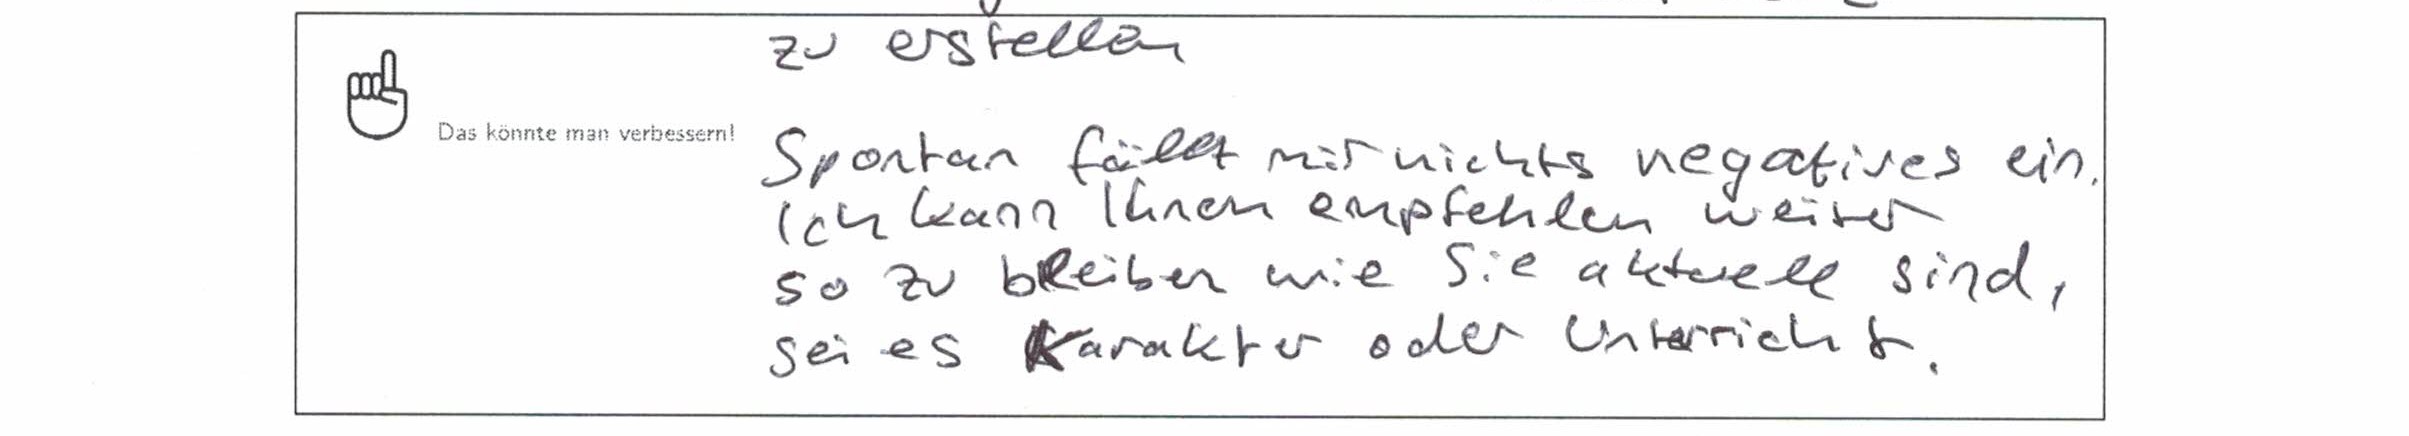 zu erstellen
Das könnte man verbessern!
Spontan fällt mir nichts negatives ein.
Ich kann Ihnen empfehlen weiter
so zu bleiben wie Sie aktuell sind,
sei es Karakter oder Unterricht.